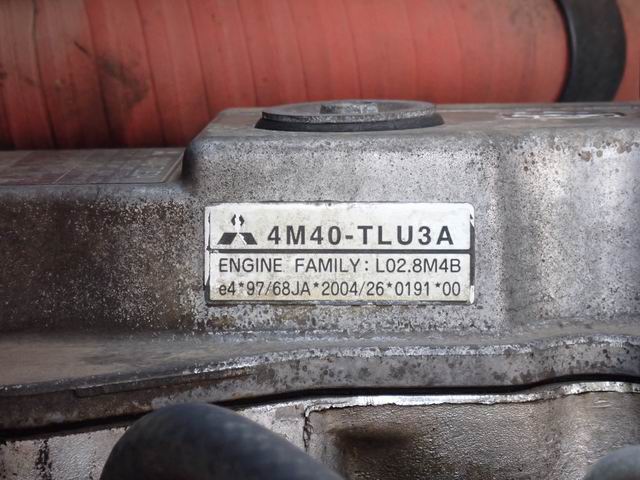 4M40-TLU3A
ENGINE FAMILY: L02.8M4B
e4*97/68JA*2004/26*0191*00